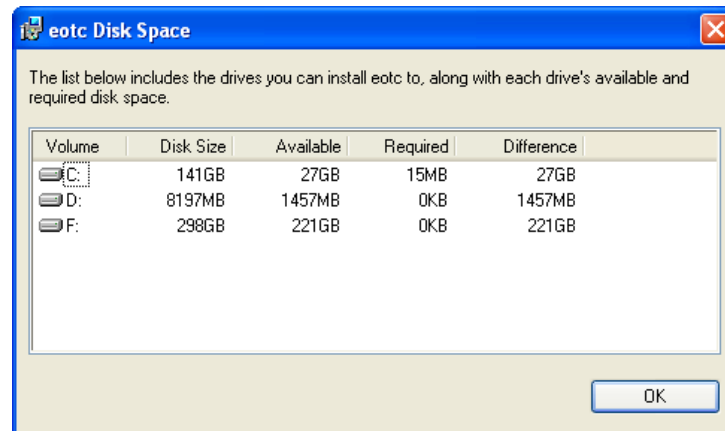 eotc Disk Space
The list below includes the drives you can install eotc to, along with each drive's available and
required disk space.
Volume Disk Size Available Required Difference
C: 141GB 27GB 15MB 27GB
D: 8197MB 1457MB 0KB 1457MB
F: 298GB 221GB 0KB 221GB
OK